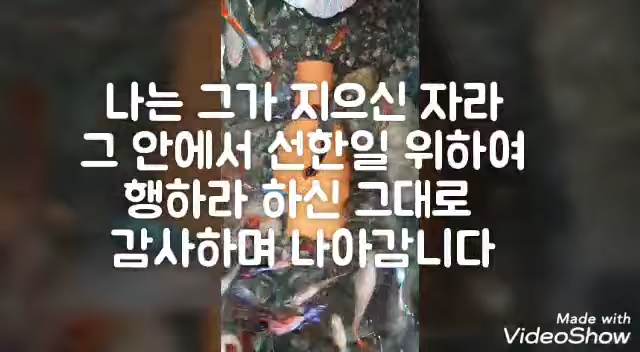 나는 그가 지으신 자라
그 안에서 선한일 위하여
행하라 하신 그대로
감사하며 나아갑니다
Made with
VideoShow